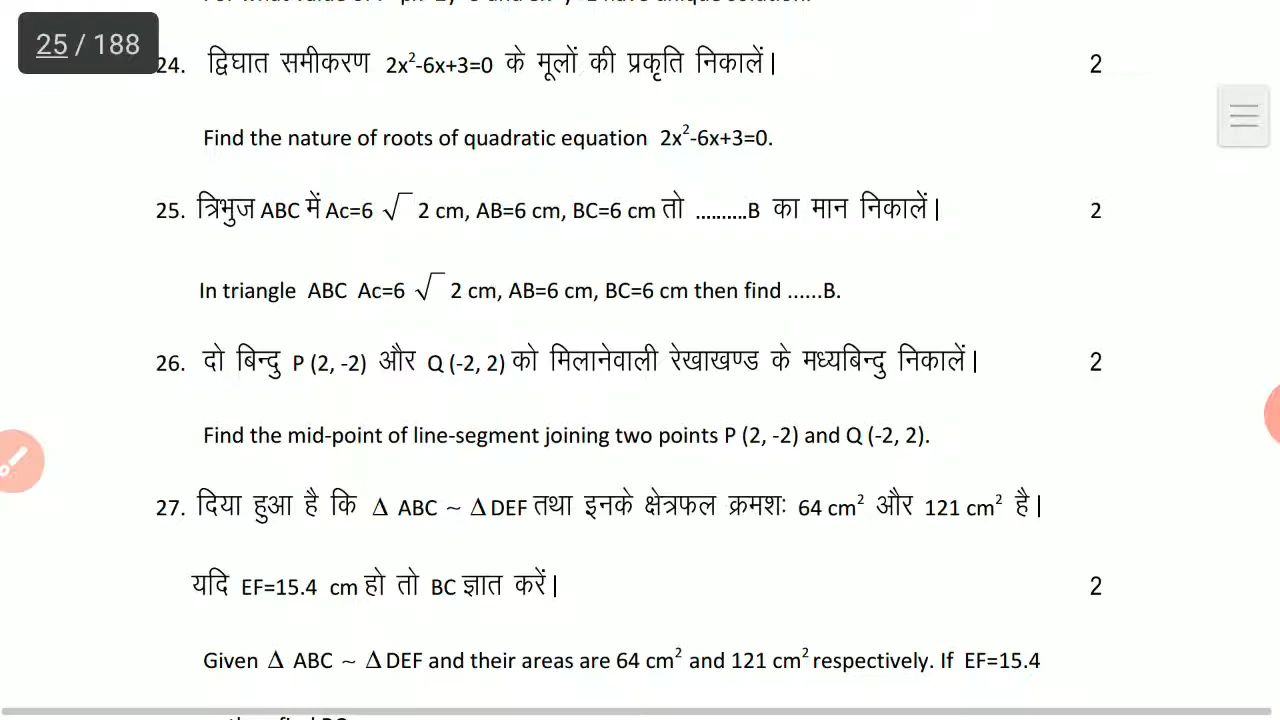 25 / 188
24. द्विघात समीकरण 2x²-6x+3=0 के मूलों की प्रकृति निकालें। 2
Find the nature of roots of quadratic equation 2x²-6x+3=0.
25. त्रिभुज ABC में Ac=6 √ 2 cm, AB=6 cm, BC=6 cm तो ..........B का मान निकालें। 2
In triangle ABC Ac=6 √ 2 cm, AB=6 cm, BC=6 cm then find ......B.
26. दो बिन्दु P (2, -2) और Q (-2, 2) को मिलानेवाली रेखाखण्ड के मध्यबिन्दु निकालें। 2
Find the mid-point of line-segment joining two points P (2, -2) and Q (-2, 2).
27. दिया हुआ है कि Δ ABC ~ Δ DEF तथा इनके क्षेत्रफल क्रमशः 64 cm² और 121 cm² है।
यदि EF=15.4 cm हो तो BC ज्ञात करें। 2
Given Δ ABC ~ Δ DEF and their areas are 64 cm² and 121 cm² respectively. If EF=15.4